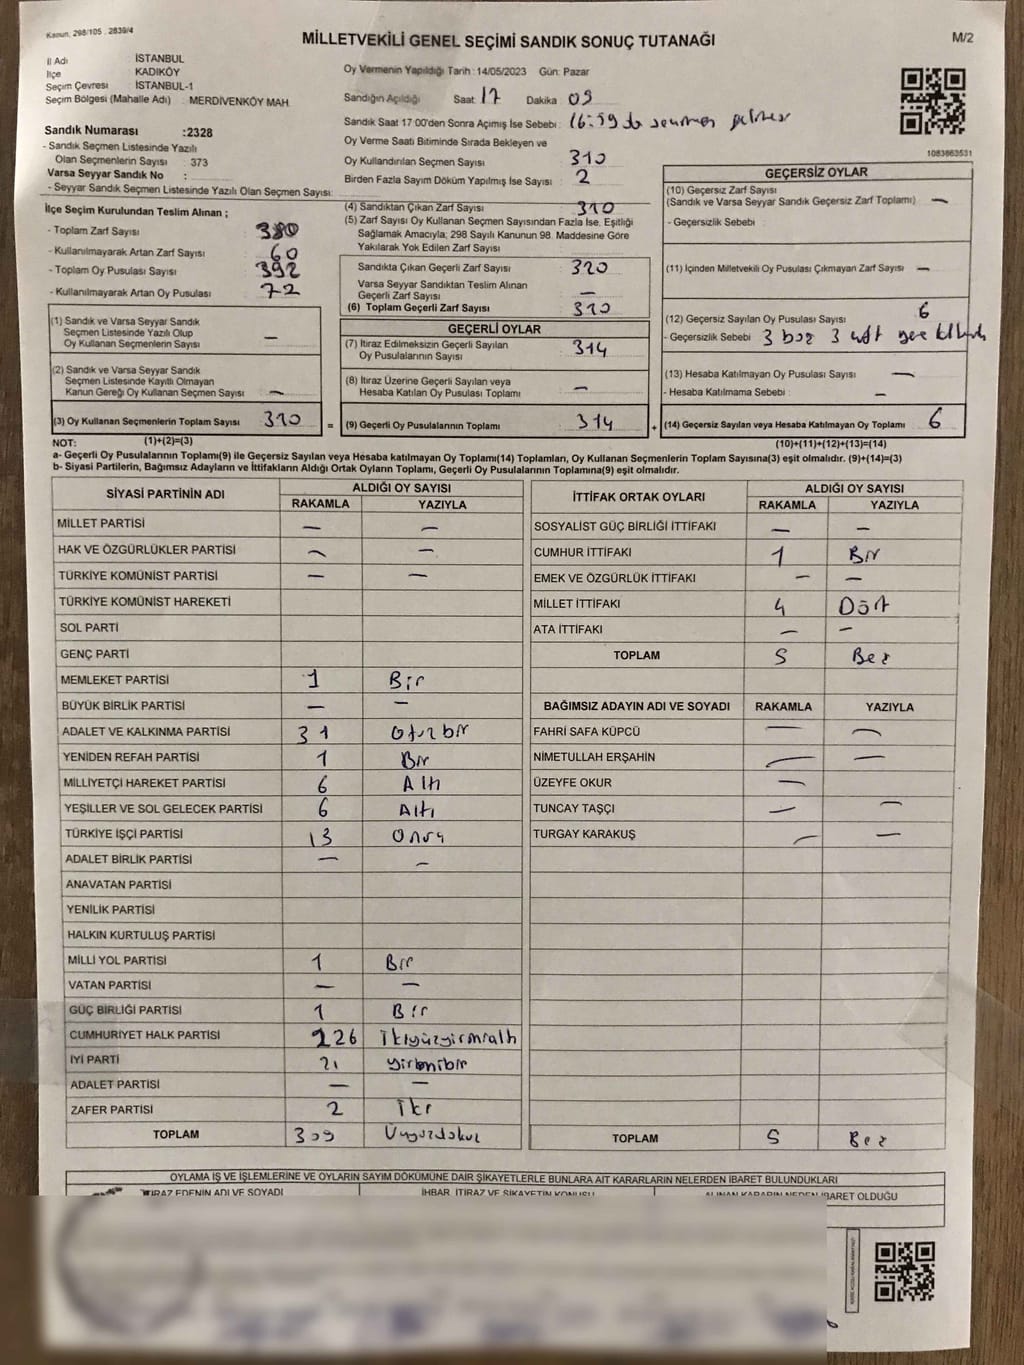 Kanun, 298/105 . 2839/4
MİLLETVEKİLİ GENEL SEÇİMİ SANDIK SONUÇ TUTANAĞI
M/2
İl Adı İSTANBUL
İlçe KADIKÖY
Seçim Çevresi İSTANBUL-1
Seçim Bölgesi (Mahalle Adı) : MERDİVENKÖY MAH.
Sandık Numarası :2328
- Sandık Seçmen Listesinde Yazılı
Olan Seçmenlerin Sayısı : 373
Varsa Seyyar Sandık No :
- Seyyar Sandık Seçmen Listesinde Yazılı Olan Seçmen Sayısı:
Oy Vermenin Yapıldığı Tarih :14/05/2023 Gün: Pazar
Sandığın Açıldığı Saat 17 Dakika 09
Sandık Saat 17:00'den Sonra Açımış İse Sebebi: 16:59 da seçmen
Oy Verme Saati Bitiminde Sırada Bekleyen ve
Oy Kullandırılan Seçmen Sayısı 310
Birden Fazla Sayım Döküm Yapılmış İse Sayısı 2
1083863531
İlçe Seçim Kurulundan Teslim Alınan ;
- Toplam Zarf Sayısı 380
- Kullanılmayarak Artan Zarf Sayısı 60
- Toplam Oy Pusulası Sayısı 392
- Kullanılmayarak Artan Oy Pusulası 72
(1) Sandık ve Varsa Seyyar Sandık
Seçmen Listesinde Yazılı Olup
Oy Kullanan Seçmenlerin Sayısı —
(2) Sandık ve Varsa Seyyar Sandık
Seçmen Listesinde Kayıtlı Olmayan
Kanun Gereği Oy Kullanan Seçmen Sayısı —
(3) Oy Kullanan Seçmenlerin Toplam Sayısı 320 =
(1)+(2)=(3)
(4) Sandıktan Çıkan Zarf Sayısı 310
(5) Zarf Sayısı Oy Kullanan Seçmen Sayısından Fazla İse, Eşitliği
Sağlamak Amacıyla; 298 Sayılı Kanunun 98. Maddesine Göre
Yakılarak Yok Edilen Zarf Sayısı
Sandıkta Çıkan Geçerli Zarf Sayısı 320
Varsa Seyyar Sandıktan Teslim Alınan
Geçerli Zarf Sayısı —
(6) Toplam Geçerli Zarf Sayısı 320
GEÇERLİ OYLAR
(7) İtiraz Edilmeksizin Geçerli Sayılan
Oy Pusulalarının Sayısı 314
(8) İtiraz Üzerine Geçerli Sayılan veya
Hesaba Katılan Oy Pusulası Toplamı —
(9) Geçerli Oy Pusulalarının Toplamı 314 +
GEÇERSİZ OYLAR
(10) Geçersiz Zarf Sayısı
(Sandık ve Varsa Seyyar Sandık Geçersiz Zarf Toplamı) —
- Geçersizlik Sebebi :
(11) İçinden Milletvekili Oy Pusulası Çıkmayan Zarf Sayısı —
(12) Geçersiz Sayılan Oy Pusulası Sayısı 6
- Geçersizlik Sebebi 3 boş 3
(13) Hesaba Katılmayan Oy Pusulası Sayısı —
- Hesaba Katılmama Sebebi : —
(14) Geçersiz Sayılan veya Hesaba Katılmayan Oy Toplamı 6
(10)+(11)+(12)+(13)=(14)
NOT:
a- Geçerli Oy Pusulalarının Toplamı(9) ile Geçersiz veya Hesaba katılmayan Oy Toplamı(14) Toplamları, Oy Kullanan Seçmenlerin Toplam Sayısına(3) eşit olmalıdır. (9)+(14)=(3)
b- Siyasi Partilerin, Bağımsız Adayların ve İttifakların Aldığı Ortak Oyların Toplamı, Geçerli Oy Pusulalarının Toplamına(9) eşit olmalıdır.
SİYASİ PARTİNİN ADI ALDIĞI OY SAYISI
RAKAMLA YAZIYLA
MİLLET PARTİSİ — —
HAK VE ÖZGÜRLÜKLER PARTİSİ — —
TÜRKİYE KOMÜNİST PARTİSİ — —
TÜRKİYE KOMÜNİST HAREKETİ
SOL PARTİ
GENÇ PARTİ
MEMLEKET PARTİSİ 1 Bir
BÜYÜK BİRLİK PARTİSİ — —
ADALET VE KALKINMA PARTİSİ 31 Otuzbir
YENİDEN REFAH PARTİSİ 1 Bir
MİLLİYETÇİ HAREKET PARTİSİ 6 Altı
YEŞİLLER VE SOL GELECEK PARTİSİ 6 Altı
TÜRKİYE İŞÇİ PARTİSİ 13 Onüç
ADALET BİRLİK PARTİSİ — —
ANAVATAN PARTİSİ
YENİLİK PARTİSİ
HALKIN KURTULUŞ PARTİSİ
MİLLİ YOL PARTİSİ 1 Bir
VATAN PARTİSİ — —
GÜÇ BİRLİĞİ PARTİSİ 1 Bir
CUMHURİYET HALK PARTİSİ 226 İkiyüzyirmialtı
İYİ PARTİ 21 yirmibir
ADALET PARTİSİ — —
ZAFER PARTİSİ 2 İki
TOPLAM 309 Üçyüzdokuz
İTTİFAK ORTAK OYLARI ALDIĞI OY SAYISI
RAKAMLA YAZIYLA
SOSYALİST GÜÇ BİRLİĞİ İTTİFAKI — —
CUMHUR İTTİFAKI 1 Bir
EMEK VE ÖZGÜRLÜK İTTİFAKI — —
MİLLET İTTİFAKI 4 Dört
ATA İTTİFAKI — —
TOPLAM 5 Beş
BAĞIMSIZ ADAYIN ADI VE SOYADI RAKAMLA YAZIYLA
FAHRİ SAFA KÜPCÜ — —
NİMETULLAH ERŞAHİN — —
ÜZEYFE OKUR —
TUNCAY TAŞÇI — —
TURGAY KARAKUŞ — —
TOPLAM 5 Beş
OYLAMA İŞ VE İŞLEMLERİNE VE OYLARIN SAYIM DÖKÜMÜNE DAİR ŞİKAYETLERLE BUNLARA AİT KARARLARIN NELERDEN İBARET BULUNDUKLARI
İTİRAZ EDENİN ADI VE SOYADI İHBAR, İTİRAZ VE ŞİKAYETİN KONUSU ALINAN KARARIN NEDEN İBARET OLDUĞU